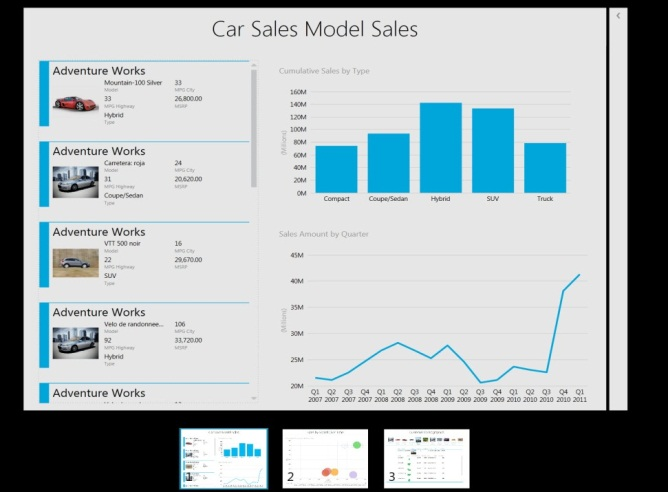 Car Sales Model Sales
Adventure Works
Mountain-100 Silver 33
Model MPG City
33 26,800.00
MPG Highway MSRP
Hybrid
Type
Adventure Works
Carretera: roja 24
Model MPG City
31 20,620.00
MPG Highway MSRP
Coupe/Sedan
Type
Adventure Works
VTT 500 noir 16
Model MPG City
22 29,670.00
MPG Highway MSRP
SUV
Type
Adventure Works
Velo de randonnee... 106
Model MPG City
92 33,720.00
MPG Highway MSRP
Hybrid
Type
Adventure Works
Cumulative Sales by Type
(Millions)
160M
140M
120M
100M
80M
60M
40M
20M
0M
Compact Coupe/Sedan Hybrid SUV Truck
Sales Amount by Quarter
(Millions)
45M
40M
35M
30M
25M
20M
Q1 Q2 Q3 Q4 Q1 Q2 Q3 Q4 Q1 Q2 Q3 Q4 Q1 Q2 Q3 Q4 Q1
2007 2007 2007 2007 2008 2008 2008 2008 2009 2009 2009 2009 2010 2010 2010 2010 2011
1
2
3